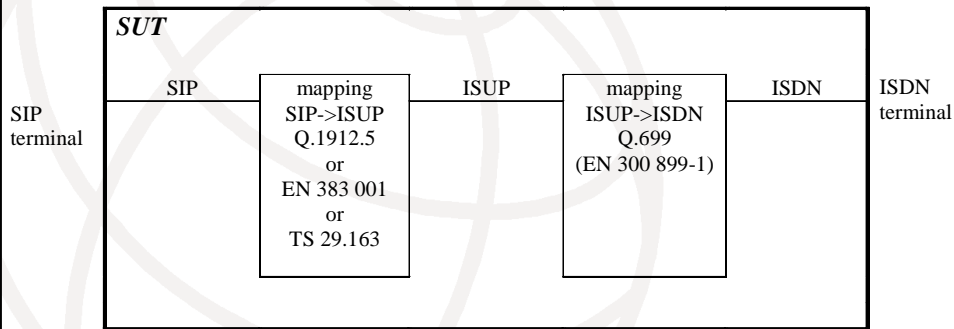 SUT
SIP
terminal
SIP
mapping
SIP->ISUP
Q.1912.5
or
EN 383 001
or
TS 29.163
ISUP
mapping
ISUP->ISDN
Q.699
(EN 300 899-1)
ISDN
ISDN
terminal